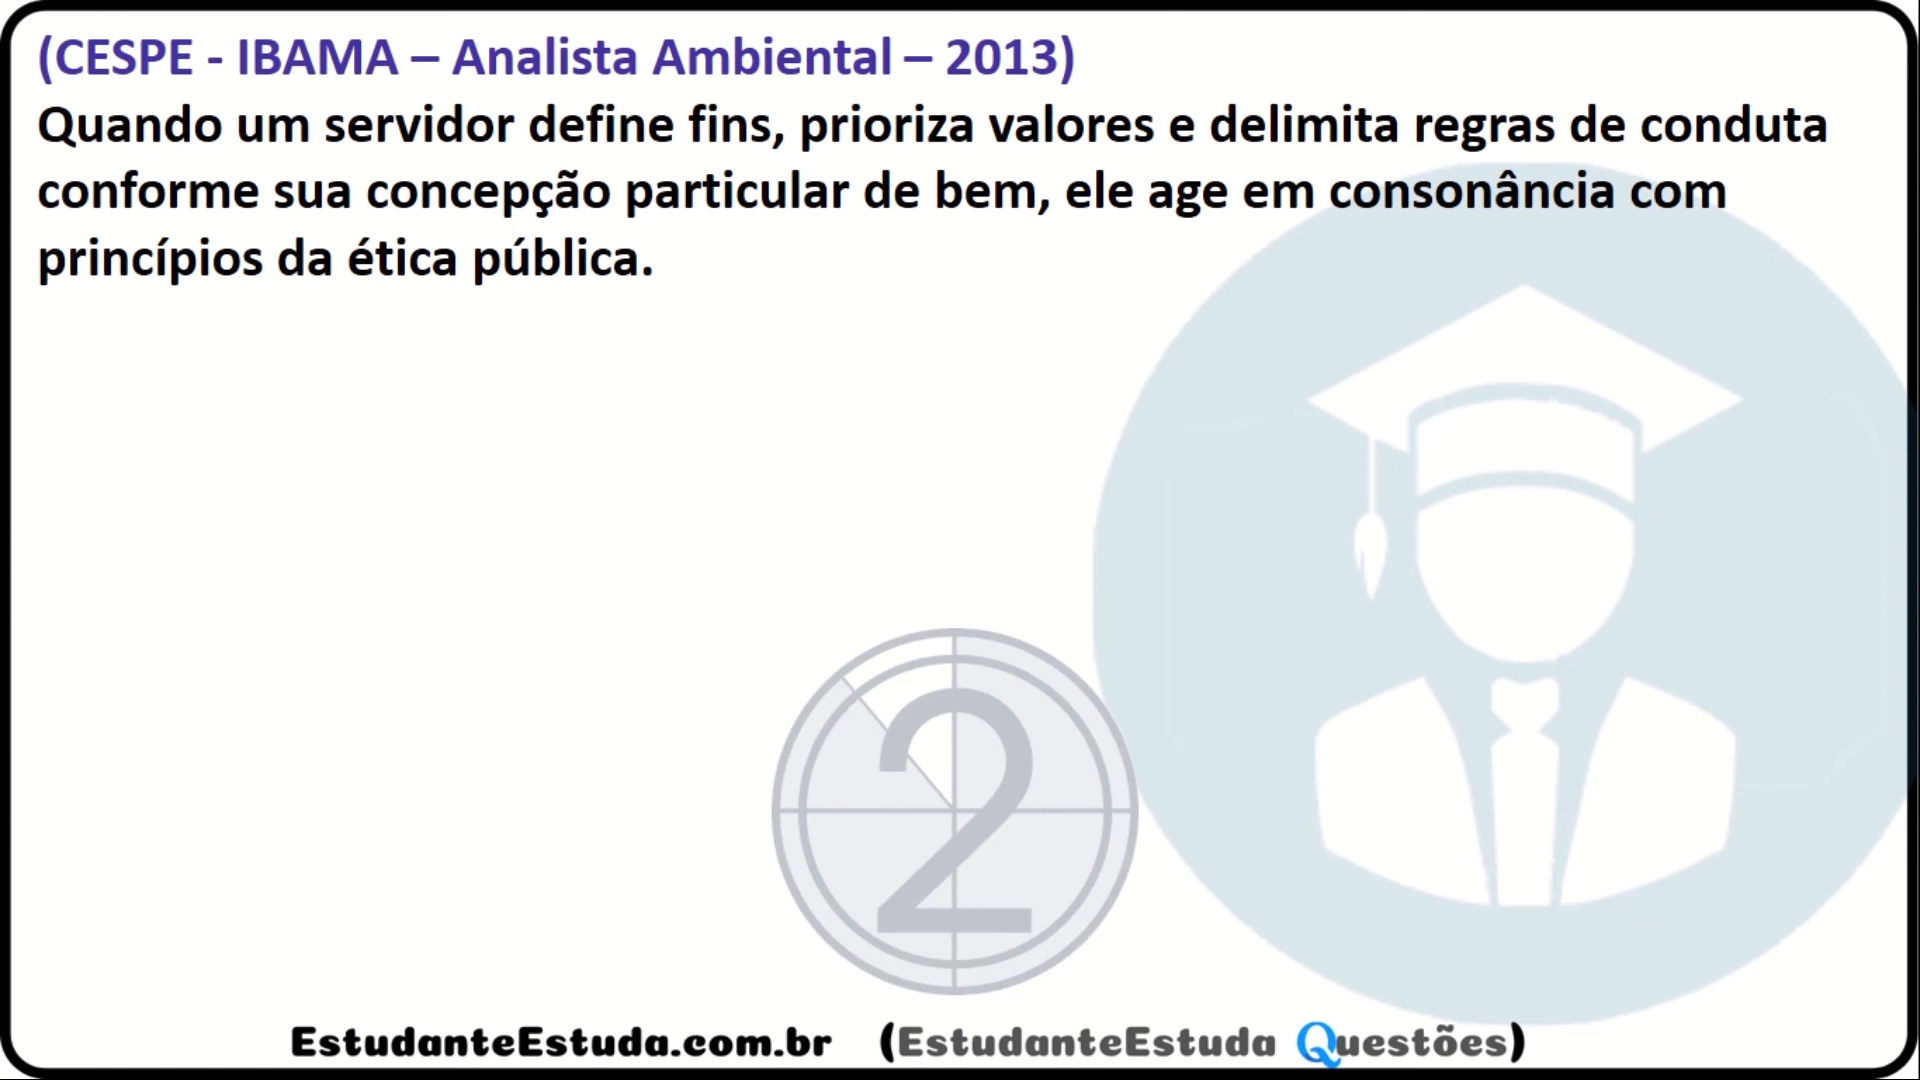 (CESPE - IBAMA – Analista Ambiental – 2013)
Quando um servidor define fins, prioriza valores e delimita regras de conduta
conforme sua concepção particular de bem, ele age em consonância com
princípios da ética pública.
2
EstudanteEstuda.com.br (EstudanteEstuda Questões)